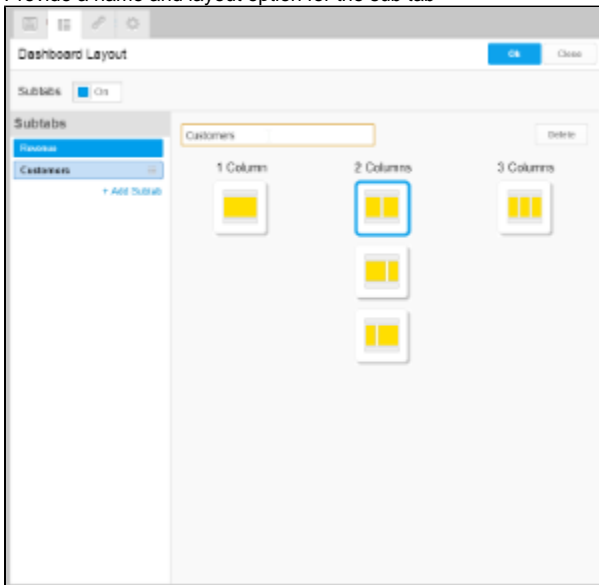 Provide a name and layout option for the sub tab
Dashboard Layout
Ok
Close
Subtabs
On
Subtabs
Revenue
Customers
+ Add Subtab
Customers
Delete
1 Column
2 Columns
3 Columns